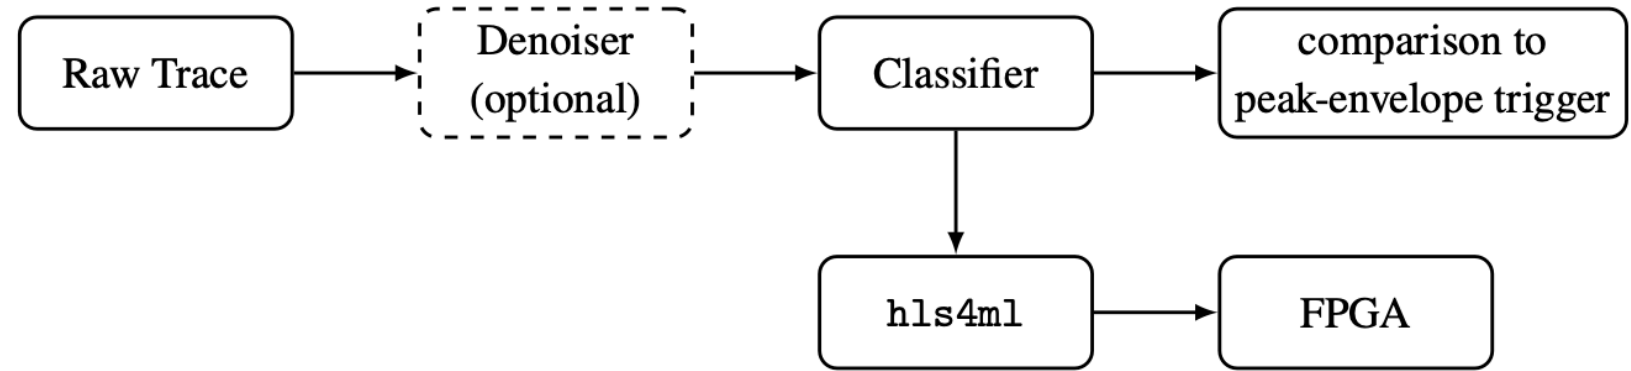 Raw Trace
Denoiser
(optional)
Classifier
comparison to
peak-envelope trigger
hls4ml
FPGA